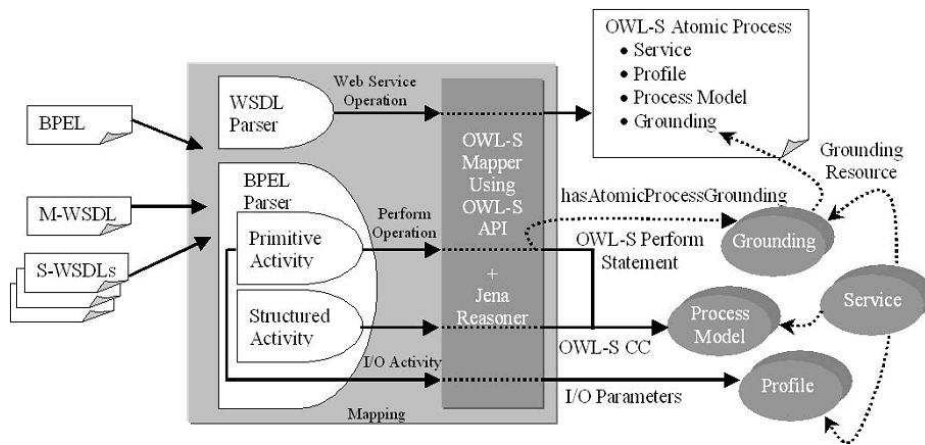 BPEL
M-WSDL
S-WSDLs
WSDL
Parser
Web Service
Operation
BPEL
Parser
Primitive
Activity
Structured
Activity
Perform
Operation
I/O Activity
Mapping
OWL-S
Mapper
Using
OWL-S
API
+
Jena
Reasoner
OWL-S Atomic Process
• Service
• Profile
• Process Model
• Grounding
Grounding
Resource
hasAtomicProcessGrounding
OWL-S Perform
Statement
Grounding
Service
Process
Model
OWL-S CC
Profile
I/O Parameters